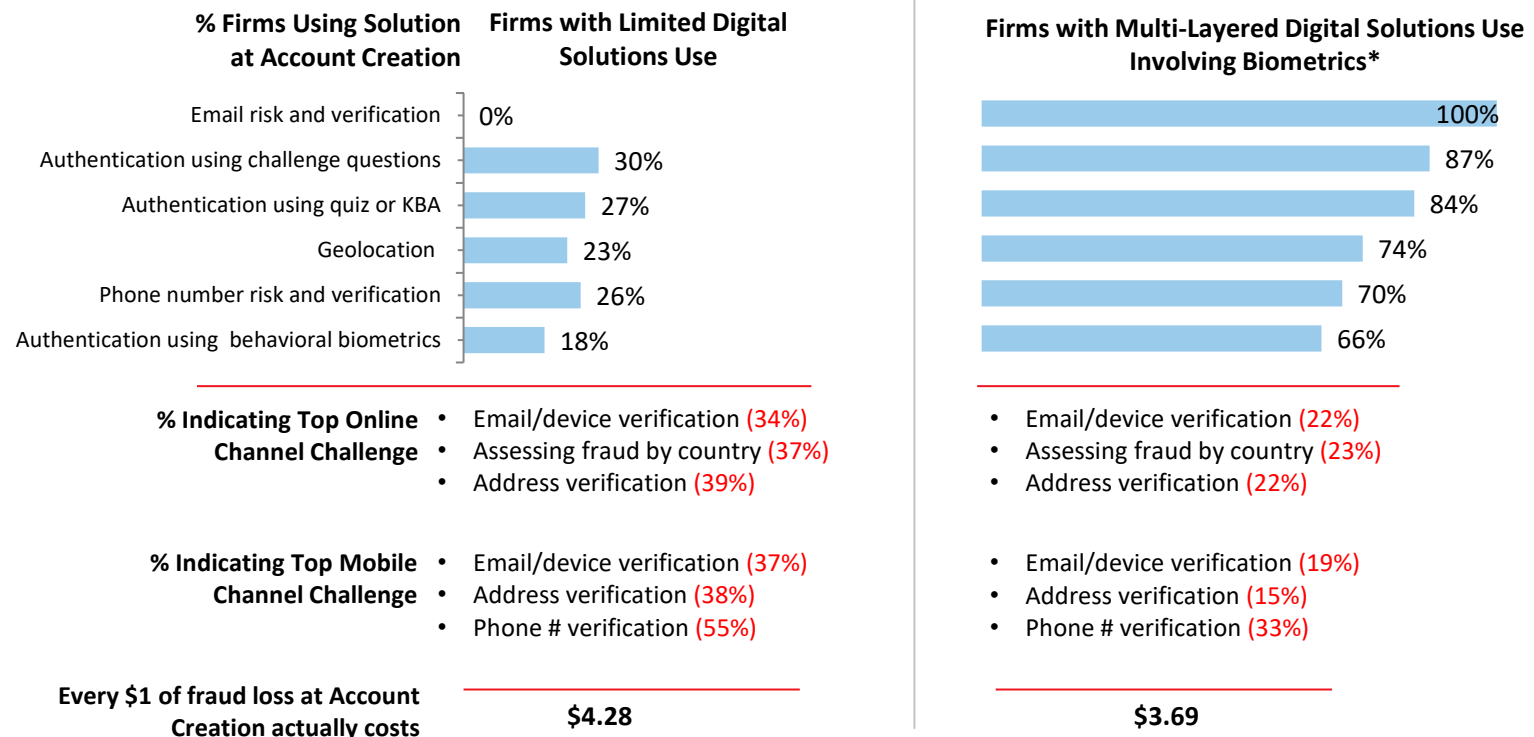 % Firms Using Solution
at Account Creation
Firms with Limited Digital
Solutions Use
Firms with Multi-Layered Digital Solutions Use
Involving Biometrics*
Email risk and verification 0% 100%
Authentication using challenge questions 30% 87%
Authentication using quiz or KBA 27% 84%
Geolocation 23% 74%
Phone number risk and verification 26% 70%
Authentication using behavioral biometrics 18% 66%
% Indicating Top Online
Channel Challenge
• Email/device verification (34%)
• Assessing fraud by country (37%)
• Address verification (39%)
• Email/device verification (22%)
• Assessing fraud by country (23%)
• Address verification (22%)
% Indicating Top Mobile
Channel Challenge
• Email/device verification (37%)
• Address verification (38%)
• Phone # verification (55%)
• Email/device verification (19%)
• Address verification (15%)
• Phone # verification (33%)
Every $1 of fraud loss at Account
Creation actually costs
$4.28
$3.69